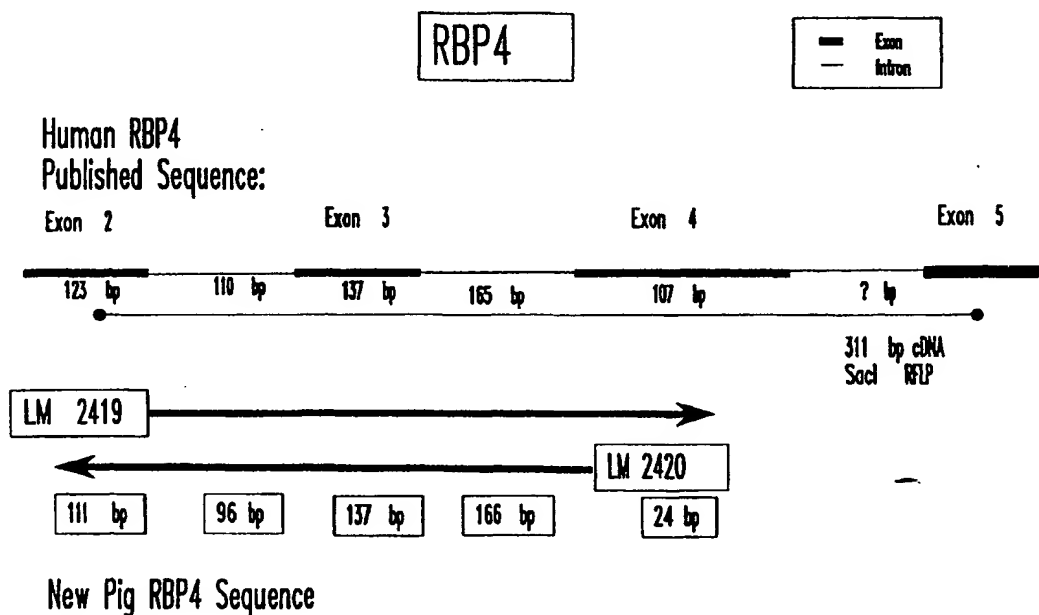 RBP4
Exon
Intron
Human RBP4
Published Sequence:
Exon 2 Exon 3 Exon 4 Exon 5
123 bp 110 bp 137 bp 165 bp 107 bp ? bp
311 bp cDNA
SacI RFLP
LM 2419
LM 2420
111 bp 96 bp 137 bp 166 bp 24 bp
New Pig RBP4 Sequence